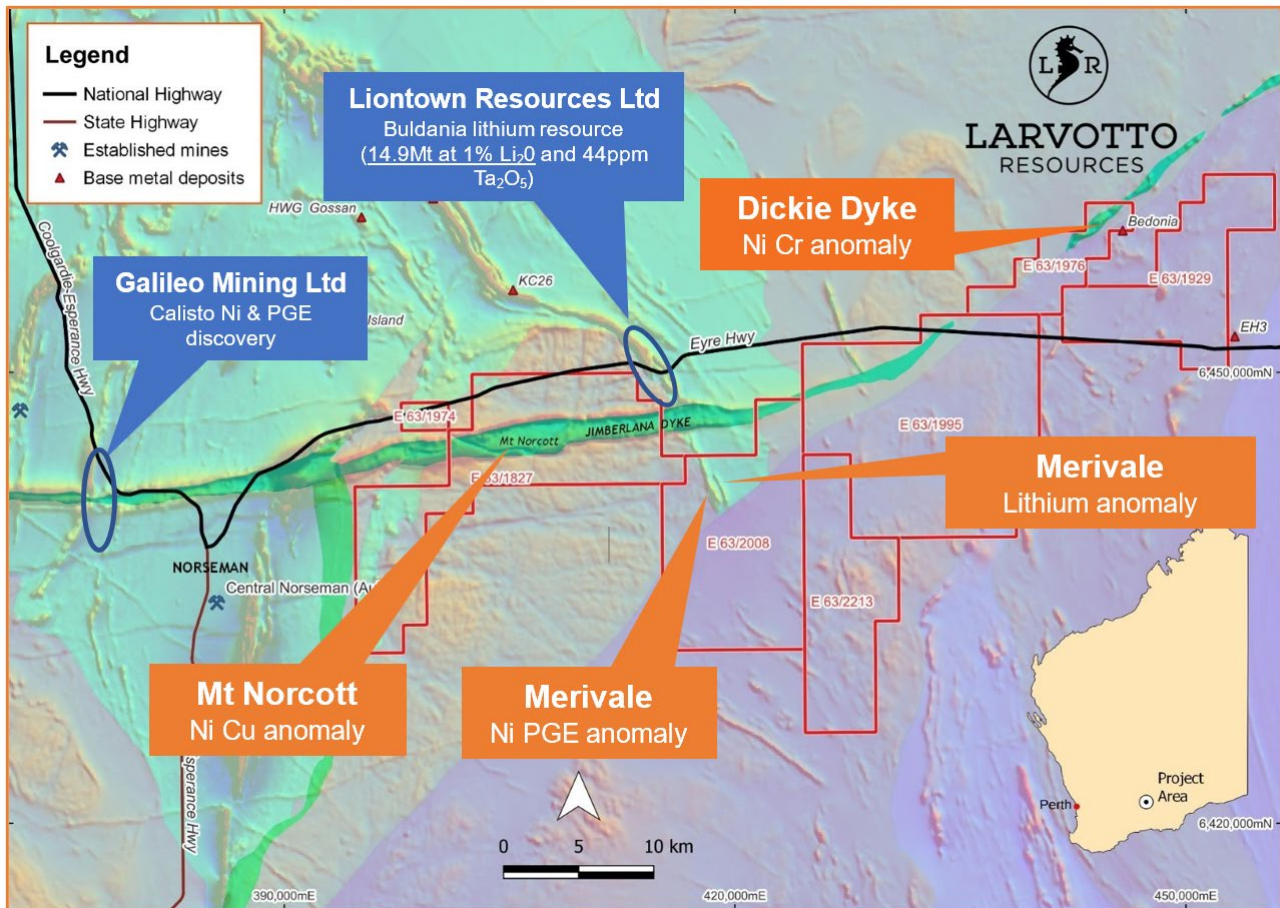 Legend
National Highway
State Highway
Established mines
Base metal deposits
Liontown Resources Ltd
Buldania lithium resource
(14.9Mt at 1% Li₂0 and 44ppm
Ta₂O₅)
L R
LARVOTTO
RESOURCES
HWG Gossan
Dickie Dyke
Ni Cr anomaly
Bedonia
E 63/1976
E 63/1929
Coolgardie-Esperance Hwy
Galileo Mining Ltd
Calisto Ni & PGE
discovery
Island
KC26
Eyre Hwy
EH3
6,450,000mN
E 63/1974
Mt Norcott
JIMBERLANA DYKE
E 63/1995
E 63/1827
Merivale
Lithium anomaly
E 63/2008
NORSEMAN
Central Norseman (Au
E 63/2213
Mt Norcott
Ni Cu anomaly
Merivale
Ni PGE anomaly
sperance Hwy
Project
Area
Perth
6,420,000mN
0 5 10 km
390,000mE
420,000mE
450,000mE